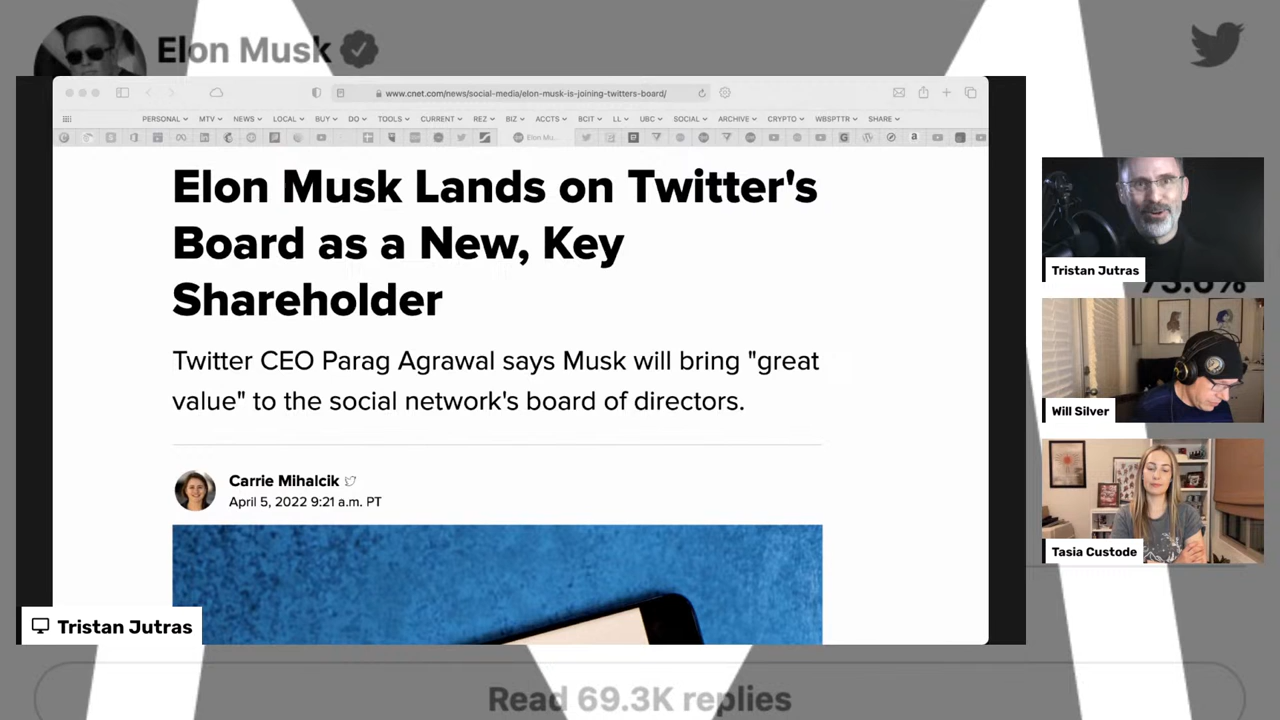 Elon Musk
www.cnet.com/news/social-media/elon-musk-is-joining-twitters-board/
PERSONAL MTV NEWS LOCAL BUY DO TOOLS CURRENT REZ BIZ ACCTS BCIT LL UBC SOCIAL ARCHIVE CRYPTO WBSPTTR SHARE
Elon Mu...
Elon Musk Lands on Twitter's
Board as a New, Key
Shareholder
Twitter CEO Parag Agrawal says Musk will bring "great
value" to the social network's board of directors.
Carrie Mihalcik
April 5, 2022 9:21 a.m. PT
Tristan Jutras
Tristan Jutras
73.6%
Will Silver
Tasia Custode
Read 69.3K replies